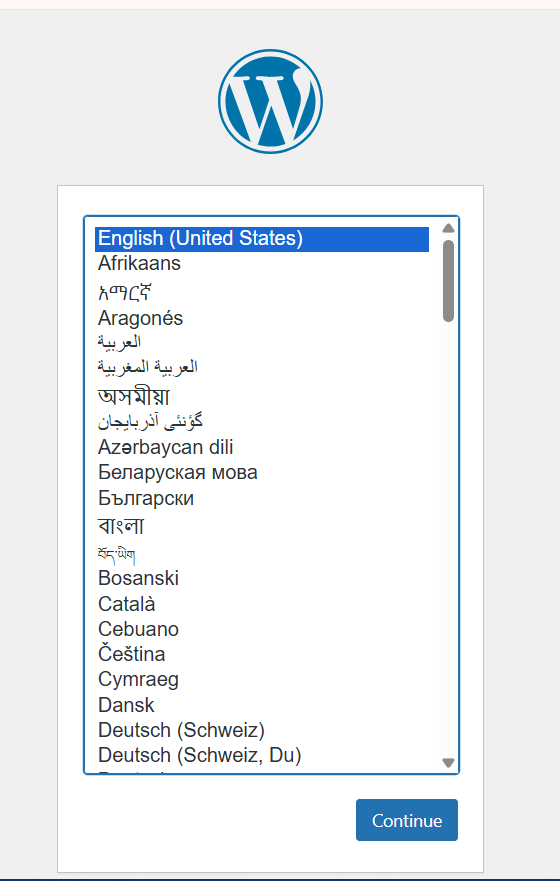 English (United States)
Afrikaans
አማርኛ
Aragonés
العربية
العربية المغربية
অসমীয়া
گؤنئی آذربایجان
Azərbaycan dili
Беларуская мова
Български
বাংলা
བོད་ཡིག
Bosanski
Català
Cebuano
Čeština
Cymraeg
Dansk
Deutsch (Schweiz)
Deutsch (Schweiz, Du)
Continue